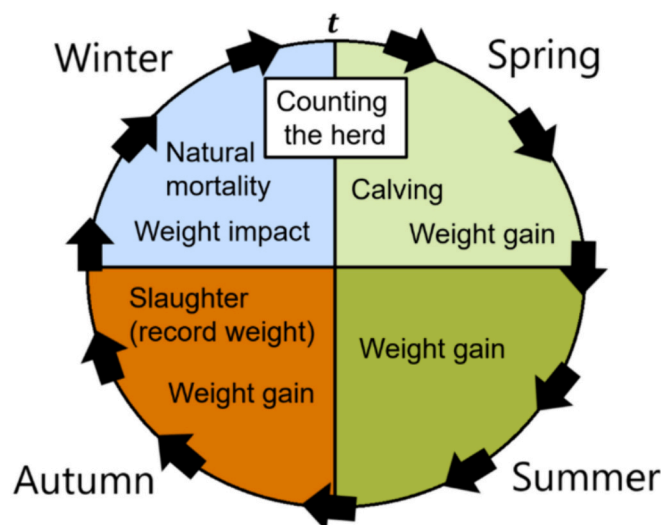 t
Winter
Spring
Counting
the herd
Natural
mortality
Weight impact
Calving
Weight gain
Slaughter
(record weight)
Weight gain
Weight gain
Autumn
Summer